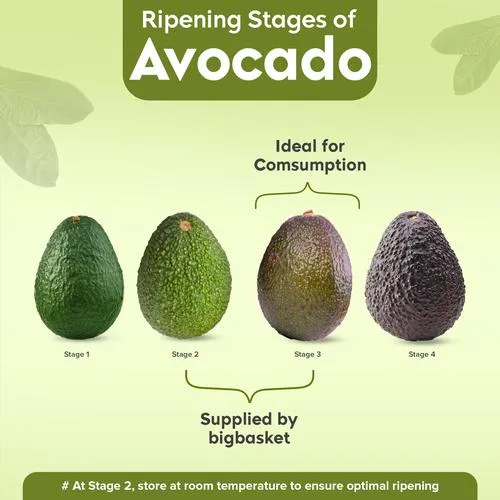 Ripening Stages of
Avocado
Ideal for
Comsumption
Stage 1
Stage 2
Stage 3
Stage 4
Supplied by
bigbasket
# At Stage 2, store at room temperature to ensure optimal ripening